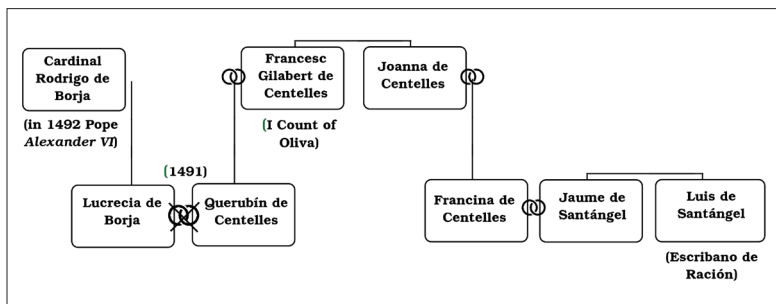 Cardinal
Rodrigo de
Borja
(in 1492 Pope
Alexander VI)
Francesc
Gilabert de
Centelles
(I Count of
Oliva)
Joanna de
Centelles
(1491)
Lucrecia de
Borja
Querubín de
Centelles
Francina de
Centelles
Jaume de
Santángel
Luis de
Santángel
(Escribano de
Ración)